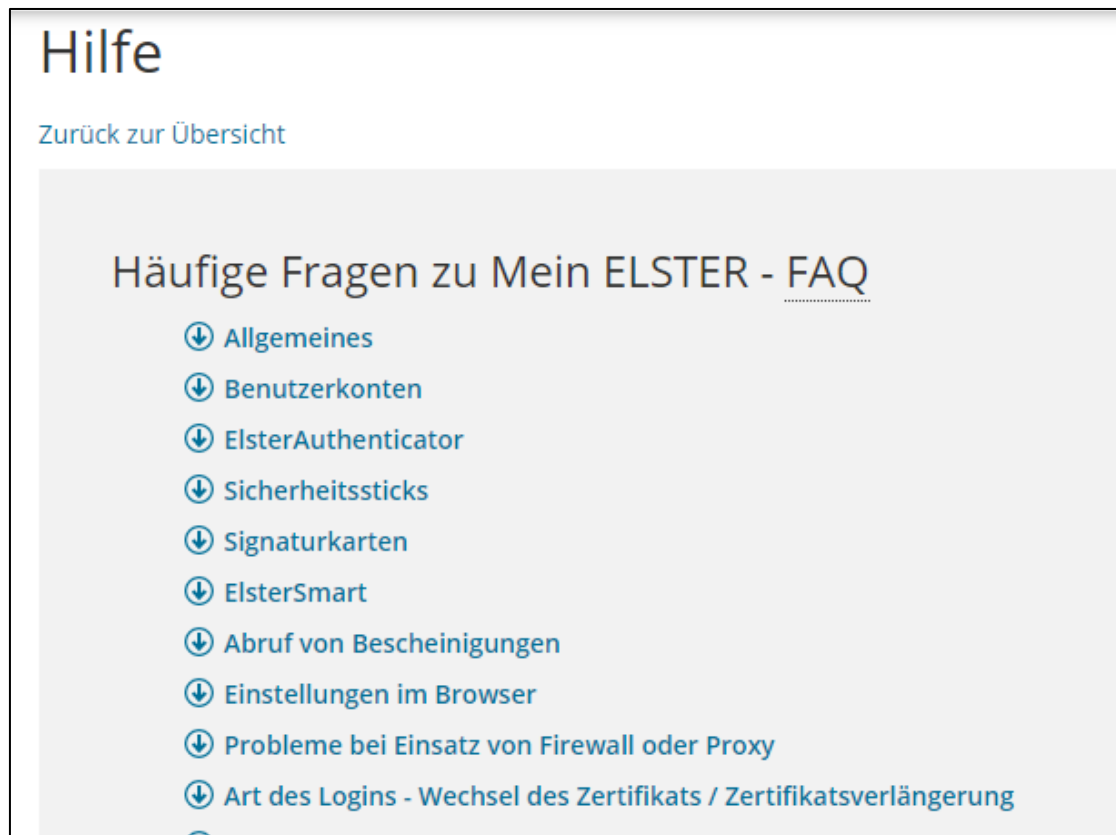 Hilfe
Zurück zur Übersicht
Häufige Fragen zu Mein ELSTER - FAQ
Allgemeines
Benutzerkonten
ElsterAuthenticator
Sicherheitssticks
Signaturkarten
ElsterSmart
Abruf von Bescheinigungen
Einstellungen im Browser
Probleme bei Einsatz von Firewall oder Proxy
Art des Logins - Wechsel des Zertifikats / Zertifikatsverlängerung